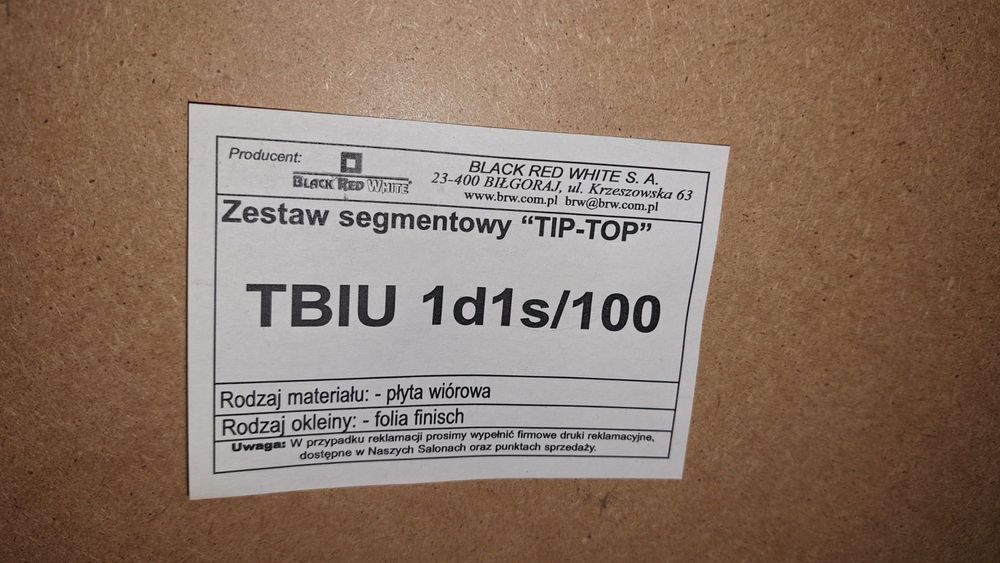 Producent:
BLACK RED WHITE
BLACK RED WHITE S. A.
23-400 BIŁGORAJ, ul. Krzeszowska 63
www.brw.com.pl brw@brw.com.pl
Zestaw segmentowy “TIP-TOP”
TBIU 1d1s/100
Rodzaj materiału: - płyta wiórowa
Rodzaj okleiny: - folia finisch
Uwaga: W przypadku reklamacji prosimy wypełnić firmowe druki reklamacyjne,
dostępne w Naszych Salonach oraz punktach sprzedaży.